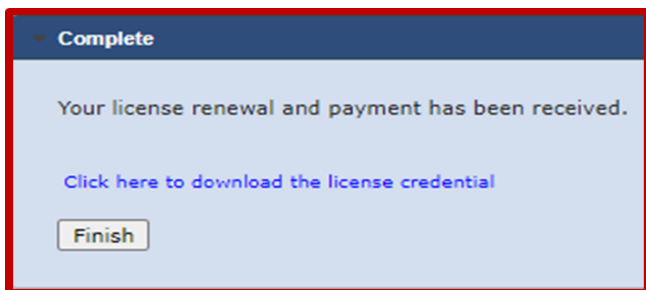 Complete
Your license renewal and payment has been received.
Click here to download the license credential
Finish